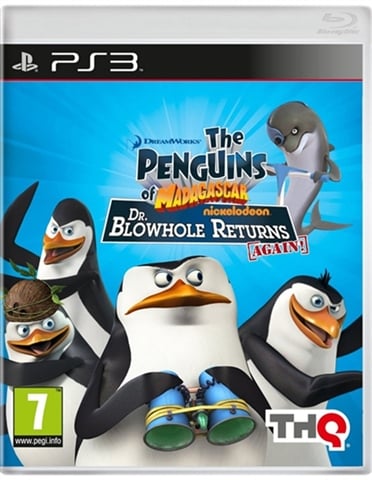 Blu-ray Disc
PS3
DREAMWORKS
The
PENGUINS
of MADAGASCAR
nickelodeon
DR.
BLOWHOLE RETURNS
[AGAIN!]
7
www.pegi.info
THQ